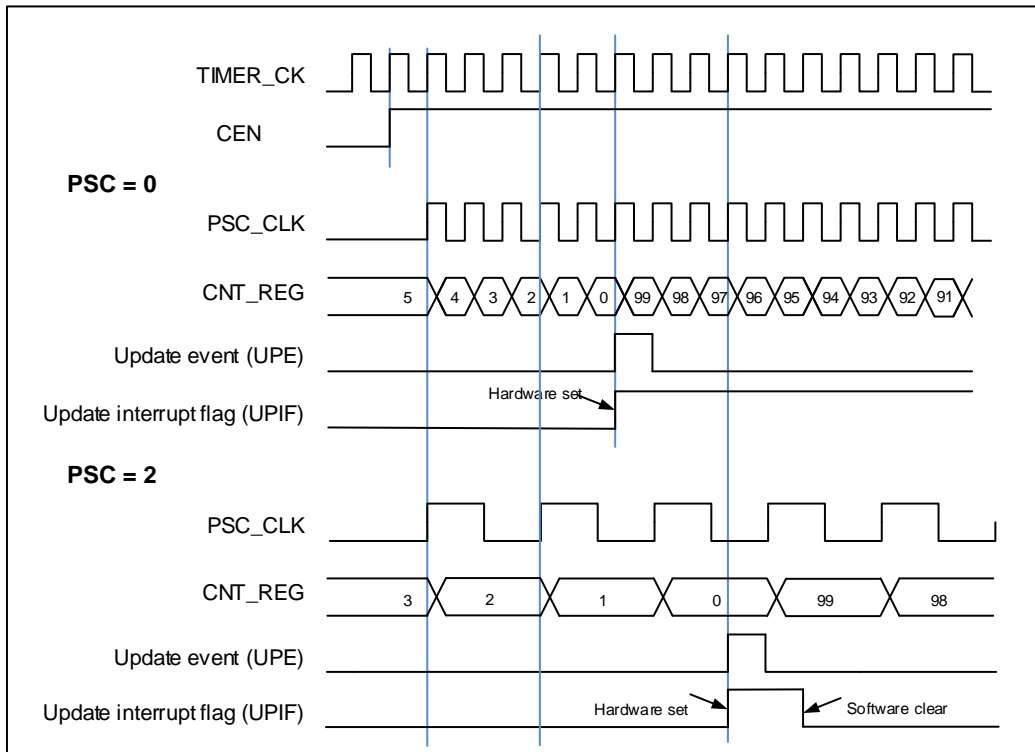 TIMER_CK
CEN
PSC = 0
PSC_CLK
CNT_REG 5 4 3 2 1 0 99 98 97 96 95 94 93 92 91
Update event (UPE)
Hardware set
Update interrupt flag (UPIF)
PSC = 2
PSC_CLK
CNT_REG 3 2 1 0 99 98
Update event (UPE)
Update interrupt flag (UPIF) Hardware set Software clear